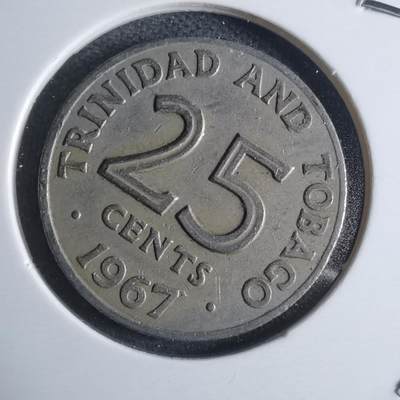 TRINIDAD AND TOBAGO
25
CENTS
· 1967 ·